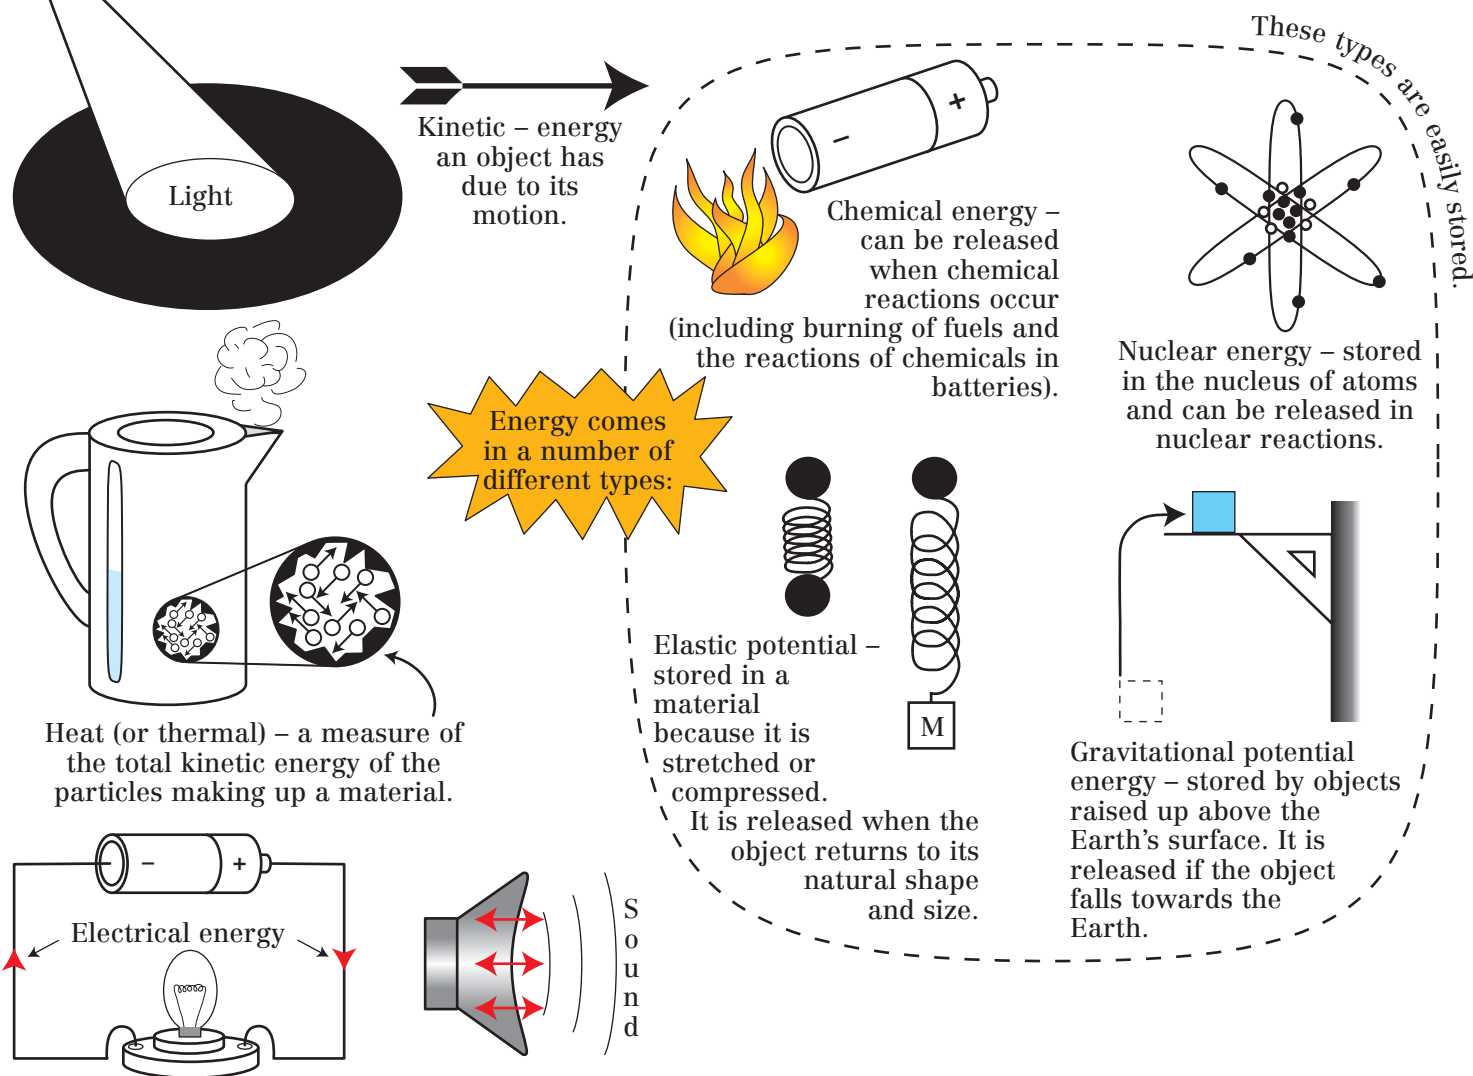 These types are easily stored.
Light
Kinetic – energy
an object has
due to its
motion.
–
+
Chemical energy –
can be released
when chemical
reactions occur
(including burning of fuels and
the reactions of chemicals in
batteries).
Nuclear energy – stored
in the nucleus of atoms
and can be released in
nuclear reactions.
Energy comes
in a number of
different types:
Elastic potential –
stored in a
material
because it is
stretched or
compressed.
It is released when the
object returns to its
natural shape
and size.
M
Gravitational potential
energy – stored by objects
raised up above the
Earth's surface. It is
released if the object
falls towards the
Earth.
Heat (or thermal) – a measure of
the total kinetic energy of the
particles making up a material.
–
+
Electrical energy
Sound